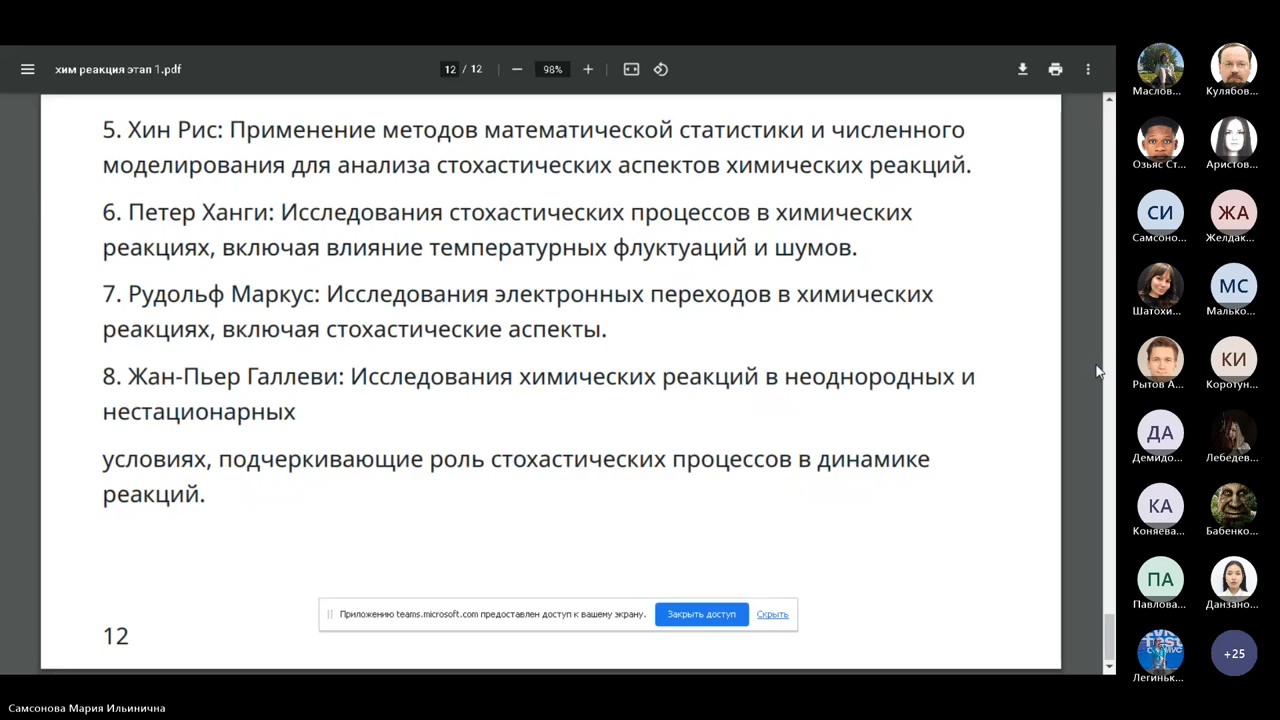 хим реакция этап 1.pdf
12 / 12
98%
5. Хин Рис: Применение методов математической статистики и численного
моделирования для анализа стохастических аспектов химических реакций.
6. Петер Ханги: Исследования стохастических процессов в химических
реакциях, включая влияние температурных флуктуаций и шумов.
7. Рудольф Маркус: Исследования электронных переходов в химических
реакциях, включая стохастические аспекты.
8. Жан-Пьер Галлеви: Исследования химических реакций в неоднородных и
нестационарных
условиях, подчеркивающие роль стохастических процессов в динамике
реакций.
Приложению teams.microsoft.com предоставлен доступ к вашему экрану.
Закрыть доступ
Скрыть
12
Маслов...
Кулябов...
Озьяс Ст...
Аристов...
СИ
Самсоно...
ЖА
Желдак...
Шатохи...
МС
Малько...
Рытов А...
КИ
Коротун...
ДА
Демидо...
Лебедев...
КА
Коняева...
Бабенко...
ПА
Павлова...
Данзано...
Легиньк...
+25
Самсонова Мария Ильинична